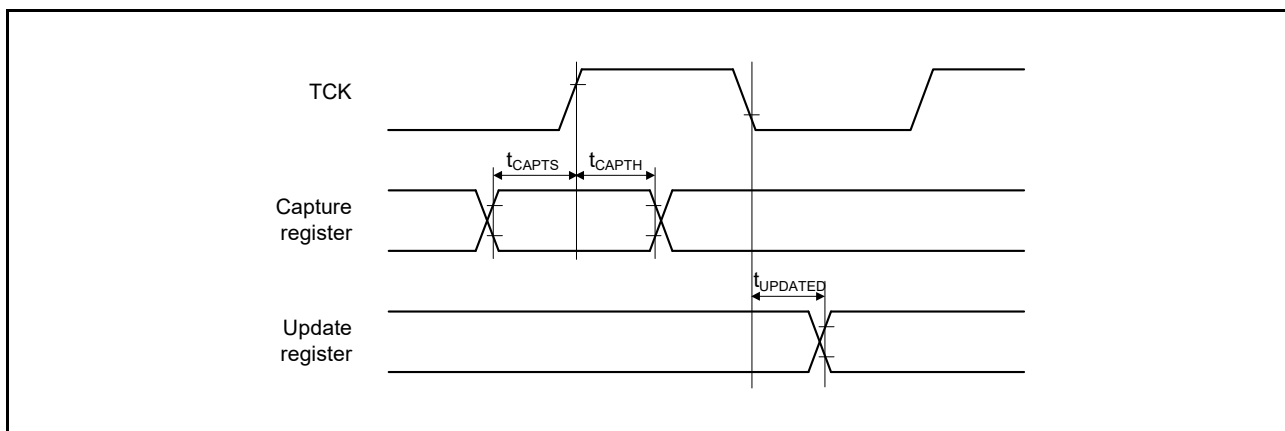 TCK
tCAPTS
tCAPTH
Capture
register
tUPDATED
Update
register